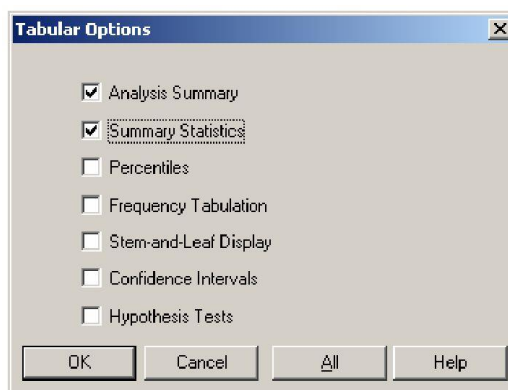 Tabular Options
Analysis Summary
Summary Statistics
Percentiles
Frequency Tabulation
Stem-and-Leaf Display
Confidence Intervals
Hypothesis Tests
OK Cancel All Help